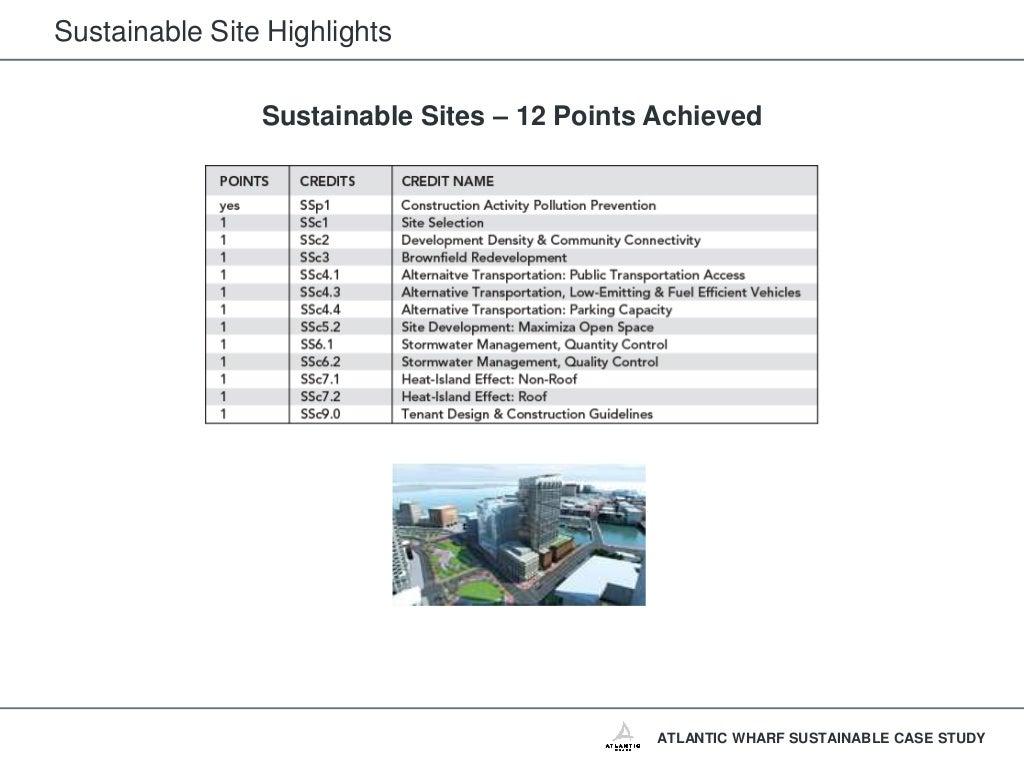 Sustainable Site Highlights
Sustainable Sites – 12 Points Achieved
POINTS CREDITS CREDIT NAME
yes SSp1 Construction Activity Pollution Prevention
1 SSc1 Site Selection
1 SSc2 Development Density & Community Connectivity
1 SSc3 Brownfield Redevelopment
1 SSc4.1 Alternaitve Transportation: Public Transportation Access
1 SSc4.3 Alternative Transportation, Low-Emitting & Fuel Efficient Vehicles
1 SSc4.4 Alternative Transportation: Parking Capacity
1 SSc5.2 Site Development: Maximiza Open Space
1 SS6.1 Stormwater Management, Quantity Control
1 SSc6.2 Stormwater Management, Quality Control
1 SSc7.1 Heat-Island Effect: Non-Roof
1 SSc7.2 Heat-Island Effect: Roof
1 SSc9.0 Tenant Design & Construction Guidelines
ATLANTIC
WHARF
ATLANTIC WHARF SUSTAINABLE CASE STUDY